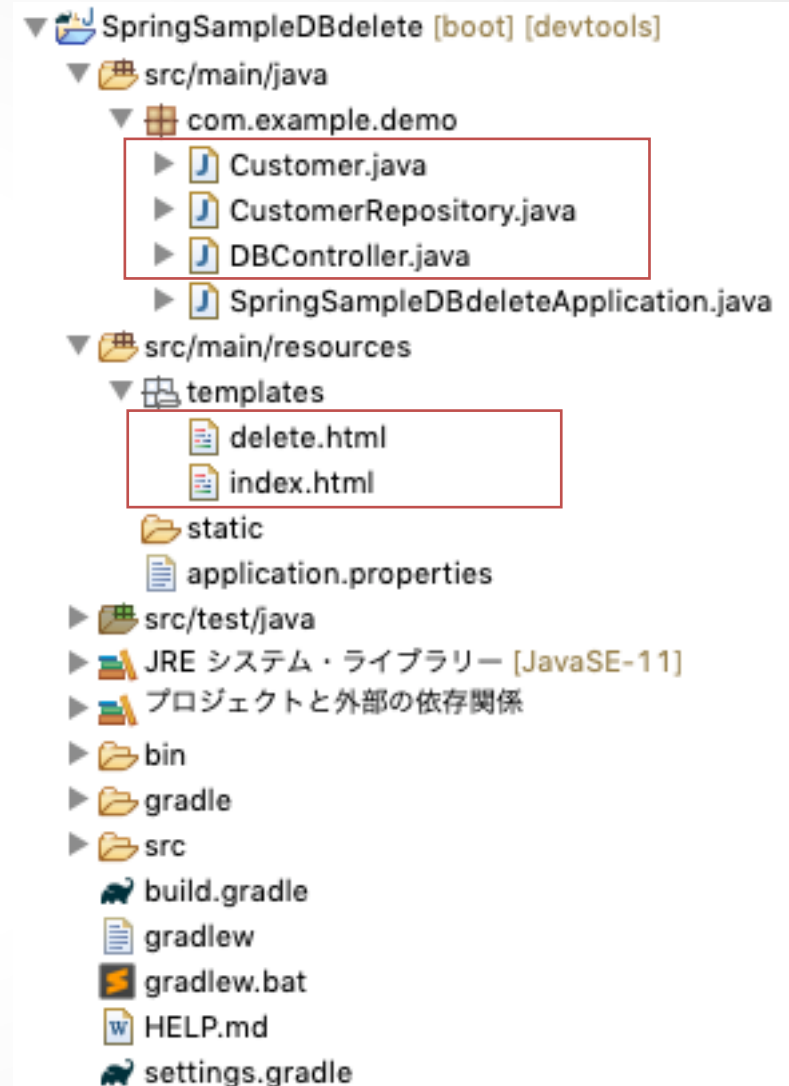 SpringSampleDBdelete [boot] [devtools]
src/main/java
com.example.demo
Customer.java
CustomerRepository.java
DBController.java
SpringSampleDBdeleteApplication.java
src/main/resources
templates
delete.html
index.html
static
application.properties
src/test/java
JRE システム・ライブラリー [JavaSE-11]
プロジェクトと外部の依存関係
bin
gradle
src
build.gradle
gradlew
gradlew.bat
HELP.md
settings.gradle